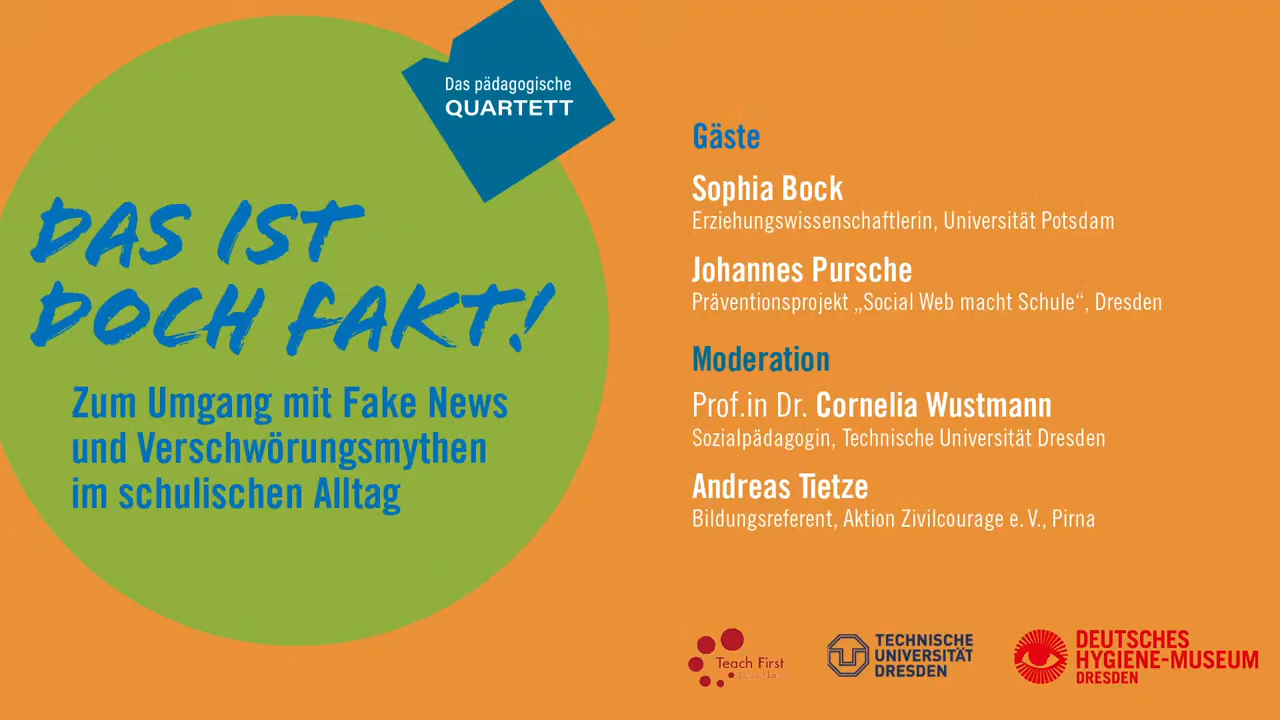 Das pädagogische
QUARTETT
DAS IST
DOCH FAKT!
Zum Umgang mit Fake News
und Verschwörungsmythen
im schulischen Alltag
Gäste
Sophia Bock
Erziehungswissenschaftlerin, Universität Potsdam
Johannes Pursche
Präventionsprojekt „Social Web macht Schule“, Dresden
Moderation
Prof.in Dr. Cornelia Wustmann
Sozialpädagogin, Technische Universität Dresden
Andreas Tietze
Bildungsreferent, Aktion Zivilcourage e. V., Pirna
Teach First
TECHNISCHE
UNIVERSITÄT
DRESDEN
DEUTSCHES
HYGIENE-MUSEUM
DRESDEN